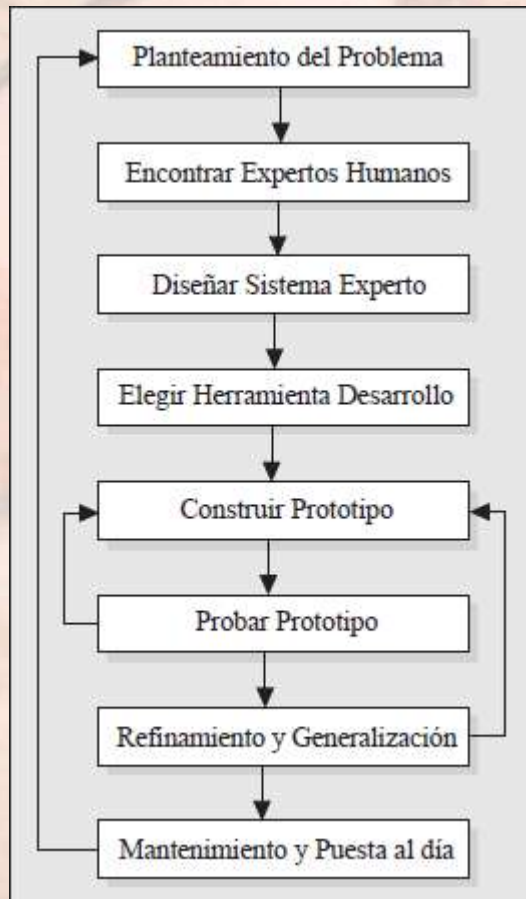 Planteamiento del Problema
Encontrar Expertos Humanos
Diseñar Sistema Experto
Elegir Herramienta Desarrollo
Construir Prototipo
Probar Prototipo
Refinamiento y Generalización
Mantenimiento y Puesta al día